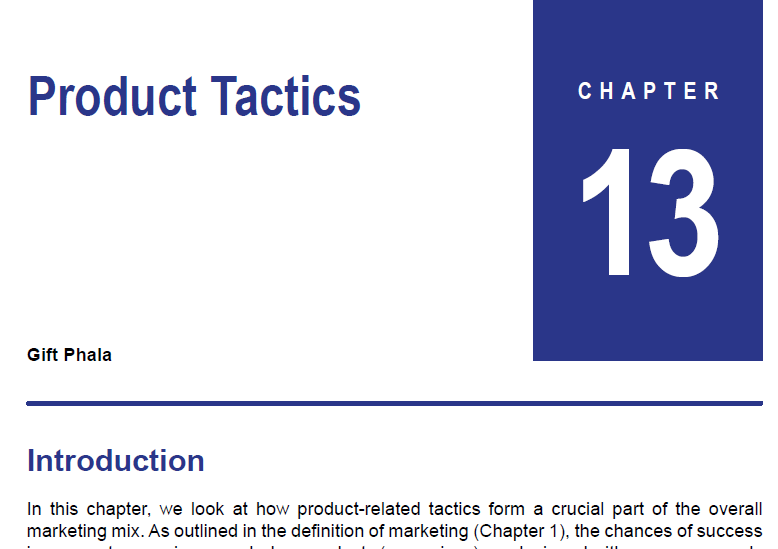 Product Tactics
CHAPTER
13
Gift Phala
Introduction
In this chapter, we look at how product-related tactics form a crucial part of the overall
marketing mix. As outlined in the definition of marketing (Chapter 1), the chances of success